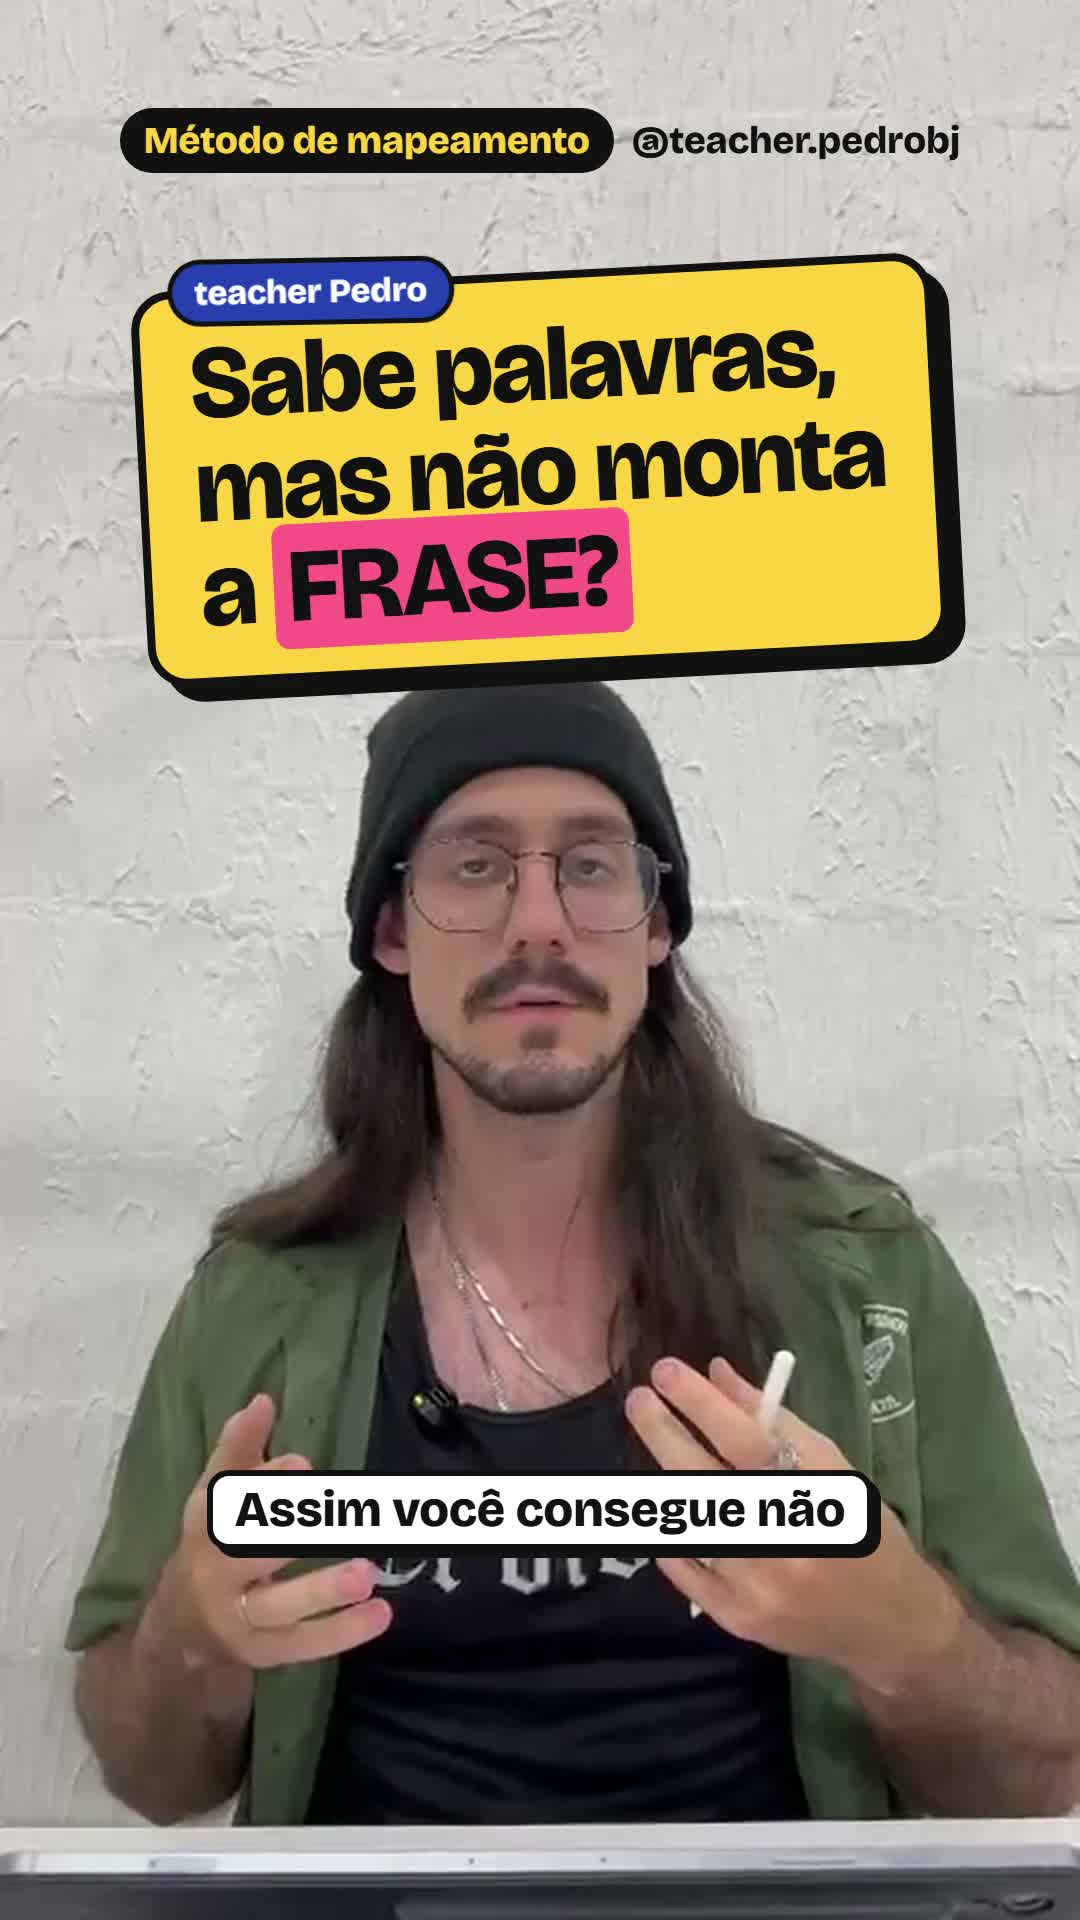 Método de mapeamento @teacher.pedrobj
teacher Pedro
Sabe palavras,
mas não monta
a FRASE?
Assim você consegue não